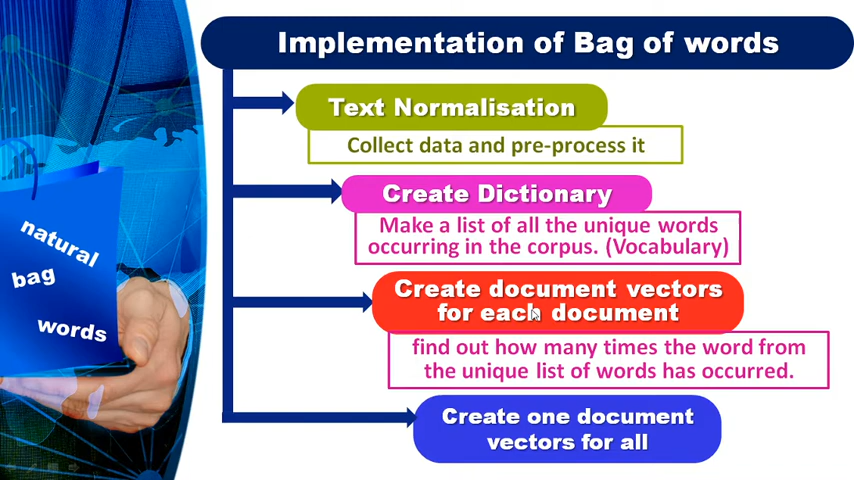 Implementation of Bag of words
Text Normalisation
Collect data and pre-process it
Create Dictionary
Make a list of all the unique words
occurring in the corpus. (Vocabulary)
Create document vectors
for each document
find out how many times the word from
the unique list of words has occurred.
Create one document
vectors for all
natural
bag
words